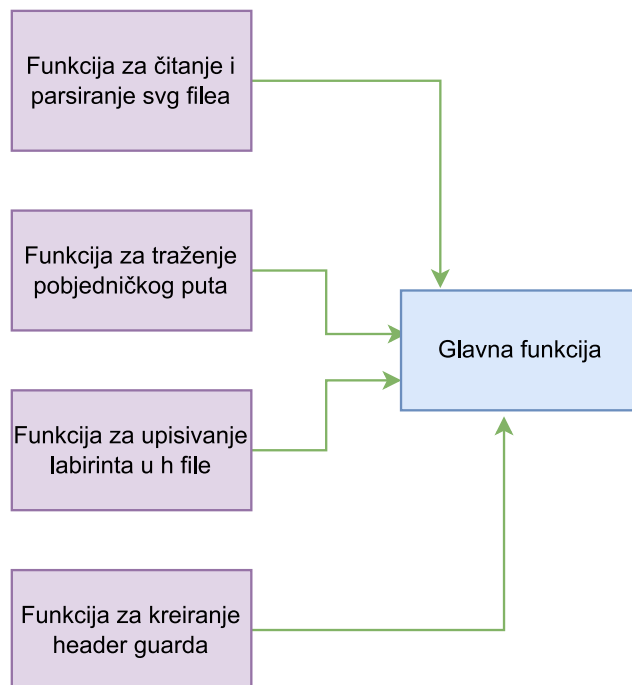 Funkcija za čitanje i
parsiranje svg filea
Funkcija za traženje
pobjedničkog puta
Glavna funkcija
Funkcija za upisivanje
labirinta u h file
Funkcija za kreiranje
header guarda